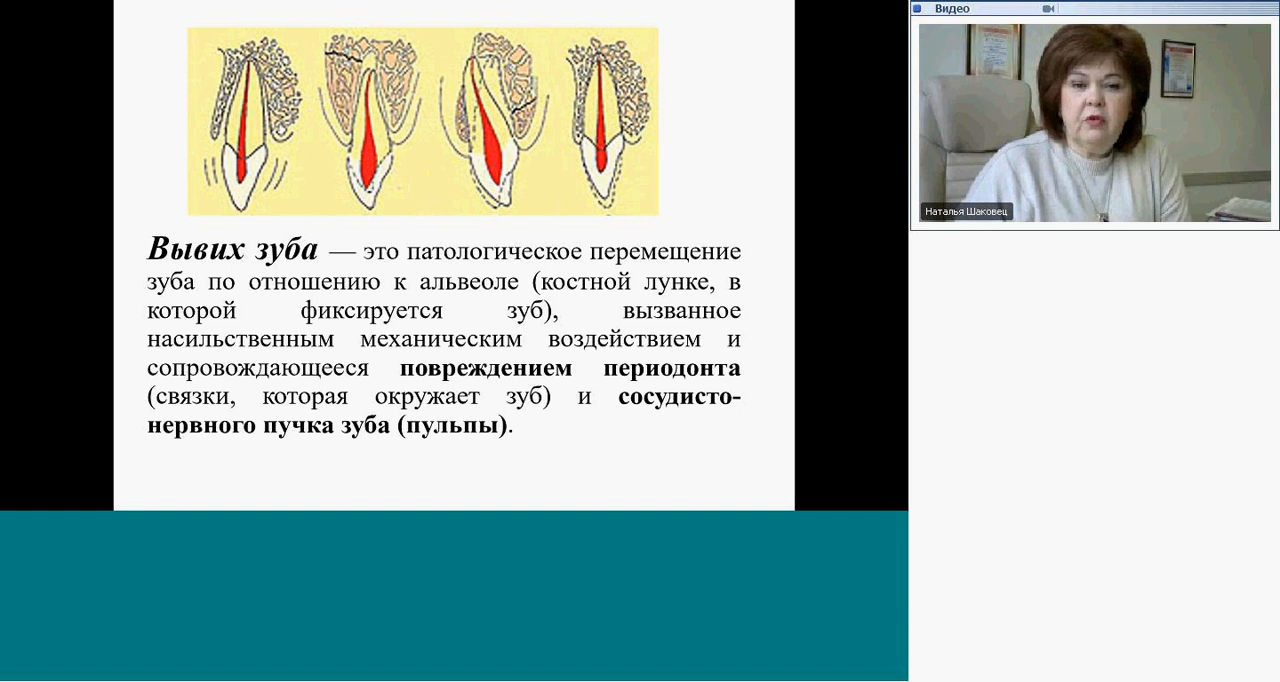 Вывих зуба — это патологическое перемещение
зуба по отношению к альвеоле (костной лунке, в
которой фиксируется зуб), вызванное
насильственным механическим воздействием и
сопровождающееся повреждением периодонта
(связки, которая окружает зуб) и сосудисто-
нервного пучка зуба (пульпы).
Видео
Наталья Шаковец